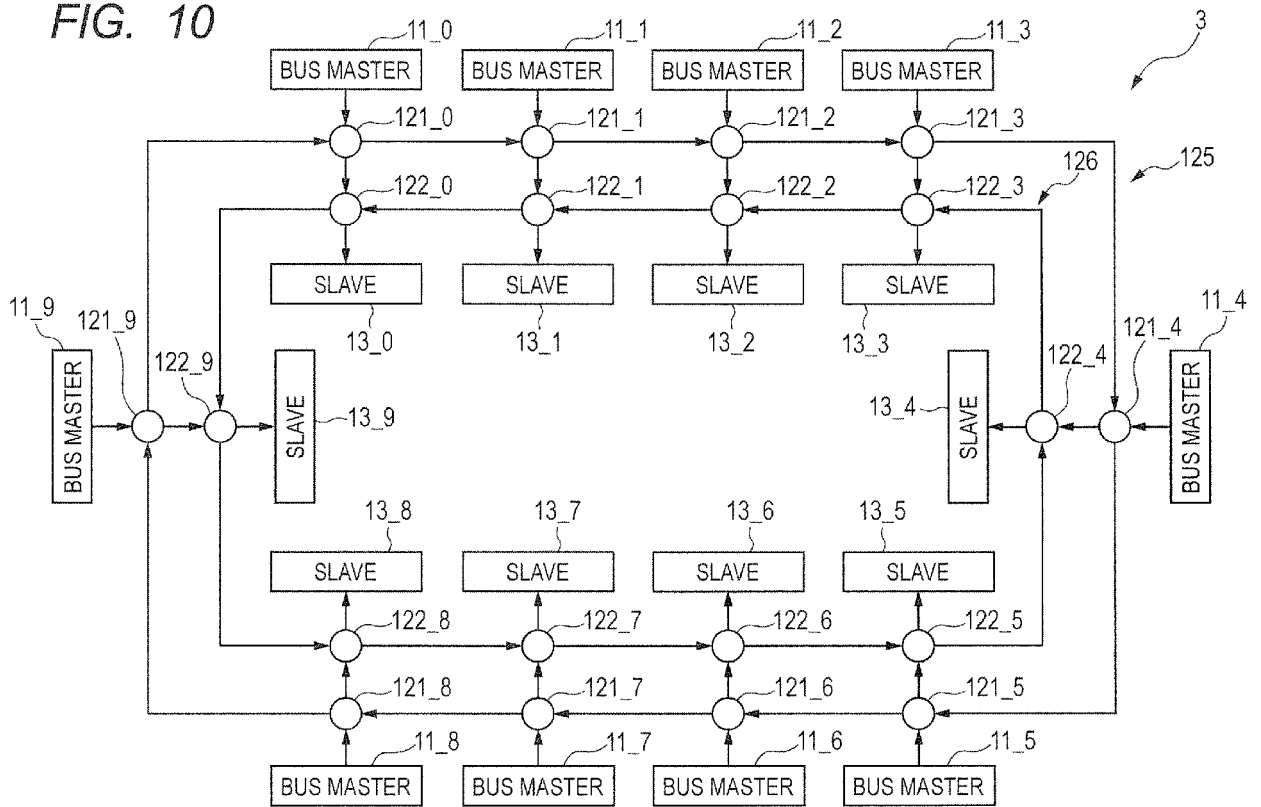 FIG. 10
11_0 11_1 11_2 11_3 3
BUS MASTER BUS MASTER BUS MASTER BUS MASTER
121_0 121_1 121_2 121_3
122_0 122_1 122_2 122_3 126 125
SLAVE SLAVE SLAVE SLAVE
11_9 121_9 13_0 13_1 13_2 13_3 121_4 11_4
122_9 122_4
BUS MASTER SLAVE 13_9 13_4 SLAVE BUS MASTER
13_8 13_7 13_6 13_5
SLAVE SLAVE SLAVE SLAVE
122_8 122_7 122_6 122_5
121_8 121_7 121_6 121_5
11_8 11_7 11_6 11_5
BUS MASTER BUS MASTER BUS MASTER BUS MASTER